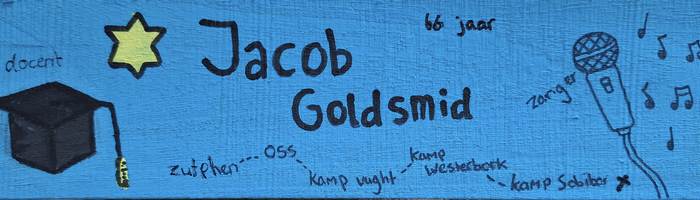 66 jaar
docent
Jacob
Goldsmid
zanger
zutphen
OSS
kamp vught
kamp
Westerbork
kamp Sobibor x